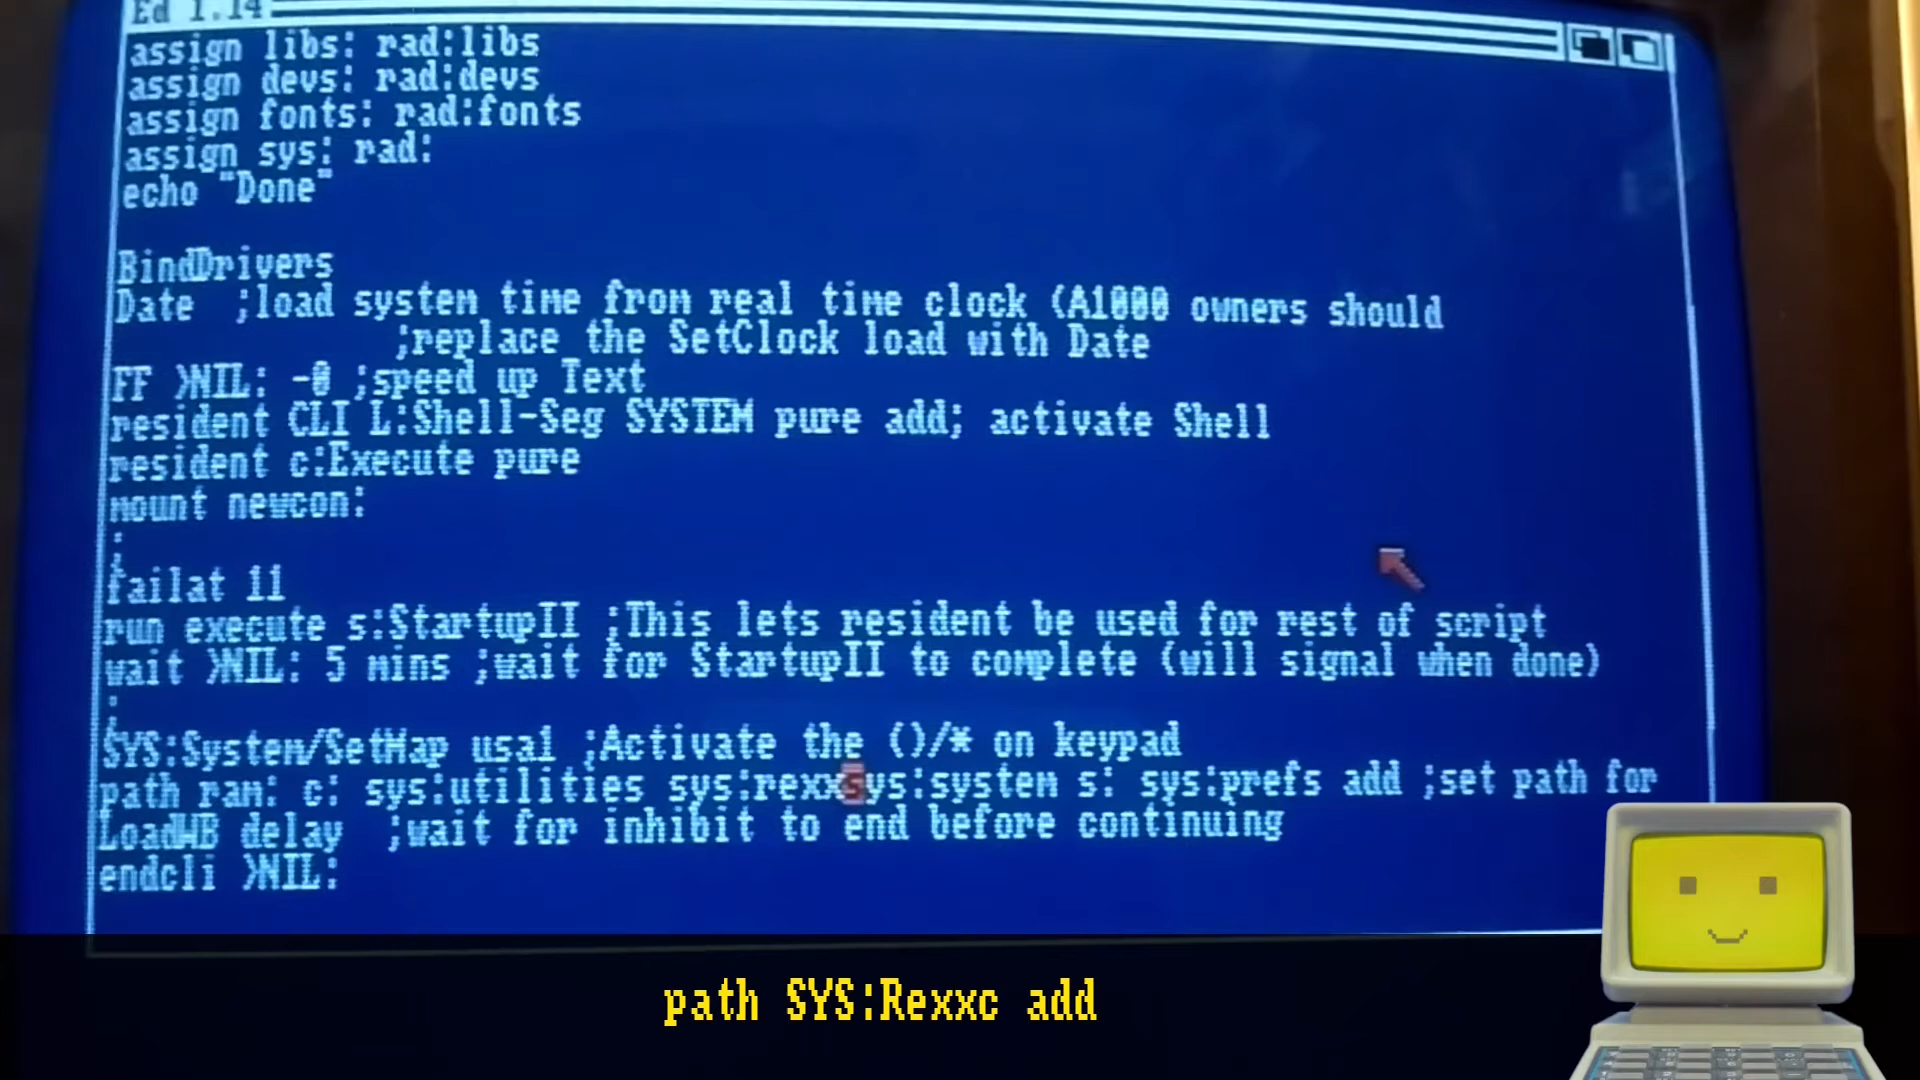 Ed 1.14
assign libs: rad:libs
assign devs: rad:devs
assign fonts: rad:fonts
assign sys: rad:
echo "Done"
BindDrivers
Date ;load system time from real time clock (A1000 owners should
;replace the SetClock load with Date
FF >NIL: -0 ;speed up Text
resident CLI L:Shell-Seg SYSTEM pure add; activate Shell
resident c:Execute pure
mount newcon:
;
failat 11
run execute s:StartupII ;This lets resident be used for rest of script
wait >NIL: 5 mins ;wait for StartupII to complete (will signal when done)
;
SYS:System/SetMap usa1 ;Activate the ()/* on keypad
path ram: c: sys:utilities sys:rexxsys:system s: sys:prefs add ;set path for
LoadWB delay ;wait for inhibit to end before continuing
endcli >NIL:
path SYS:Rexxc add